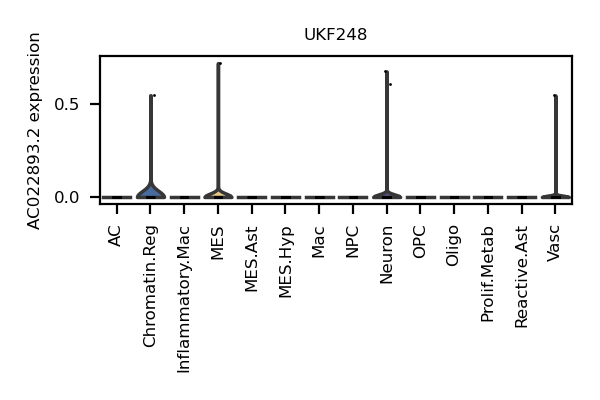 UKF248
AC022893.2 expression
0.5
0.0
AC
Chromatin.Reg
Inflammatory.Mac
MES
MES.Ast
MES.Hyp
Mac
NPC
Neuron
OPC
Oligo
Prolif.Metab
Reactive.Ast
Vasc